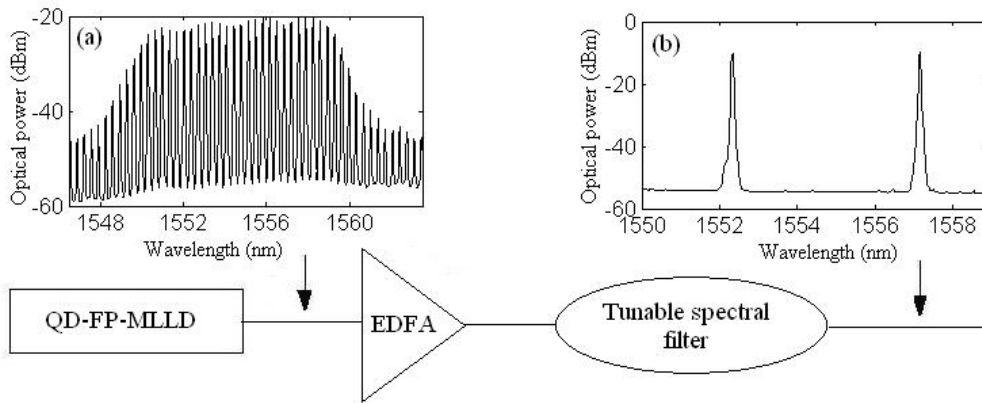 (a)
Optical power (dBm)
-20
-40
-60
1548
1552
1556
1560
Wavelength (nm)
(b)
Optical power (dBm)
0
-20
-40
-60
1550
1552
1554
1556
1558
Wavelength (nm)
QD-FP-MLLD
EDFA
Tunable spectral
filter